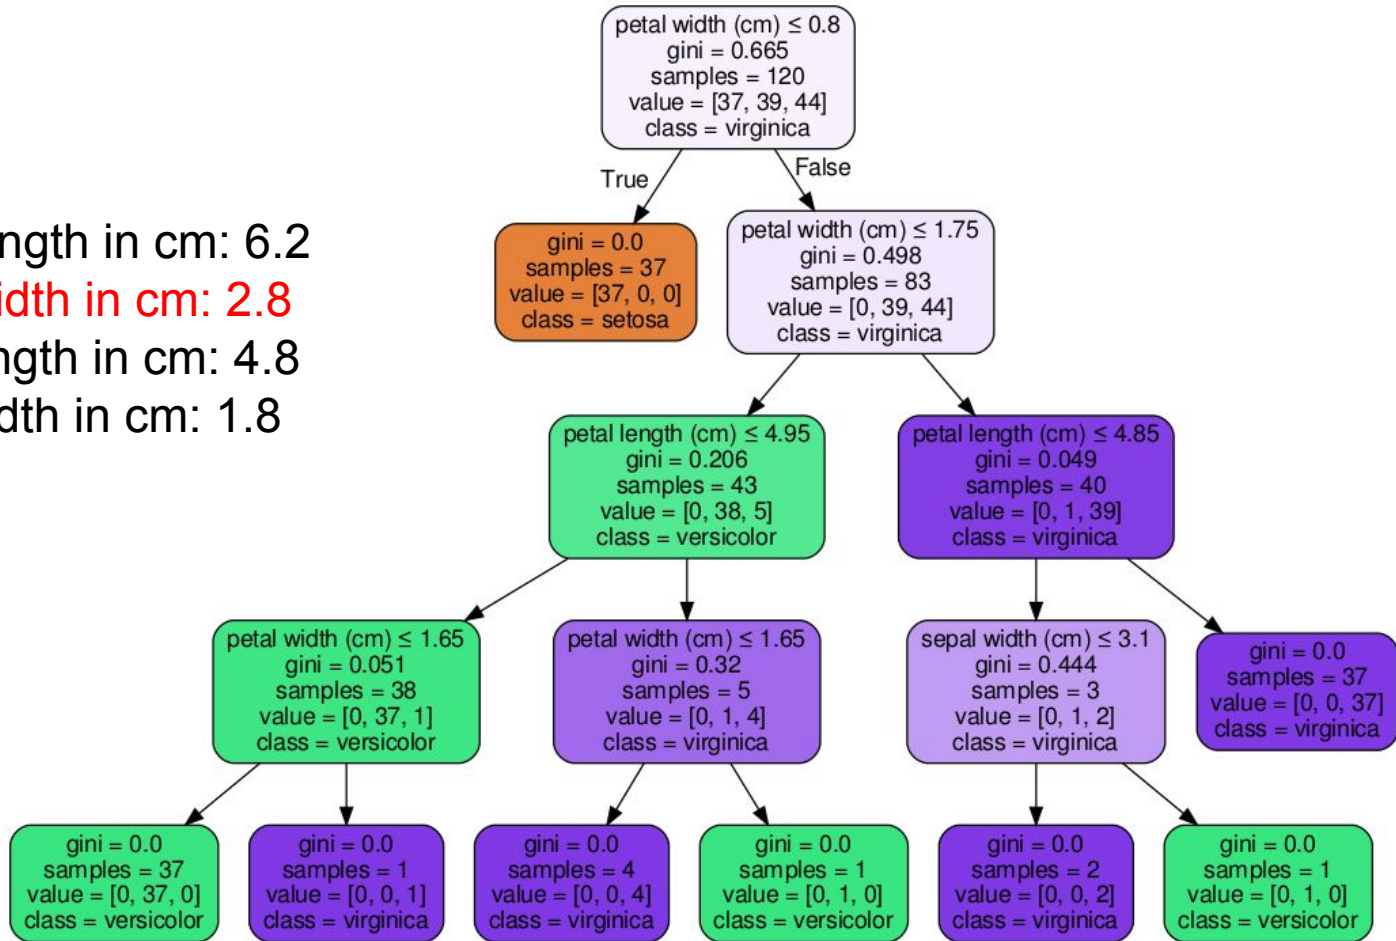 petal width (cm) ≤ 0.8
gini = 0.665
samples = 120
value = [37, 39, 44]
class = virginica
True
False
ngth in cm: 6.2
idth in cm: 2.8
ngth in cm: 4.8
dth in cm: 1.8
gini = 0.0
samples = 37
value = [37, 0, 0]
class = setosa
petal width (cm) ≤ 1.75
gini = 0.498
samples = 83
value = [0, 39, 44]
class = virginica
petal length (cm) ≤ 4.95
gini = 0.206
samples = 43
value = [0, 38, 5]
class = versicolor
petal length (cm) ≤ 4.85
gini = 0.049
samples = 40
value = [0, 1, 39]
class = virginica
petal width (cm) ≤ 1.65
gini = 0.051
samples = 38
value = [0, 37, 1]
class = versicolor
petal width (cm) ≤ 1.65
gini = 0.32
samples = 5
value = [0, 1, 4]
class = virginica
sepal width (cm) ≤ 3.1
gini = 0.444
samples = 3
value = [0, 1, 2]
class = virginica
gini = 0.0
samples = 37
value = [0, 0, 37]
class = virginica
gini = 0.0
samples = 37
value = [0, 37, 0]
class = versicolor
gini = 0.0
samples = 1
value = [0, 0, 1]
class = virginica
gini = 0.0
samples = 4
value = [0, 0, 4]
class = virginica
gini = 0.0
samples = 1
value = [0, 1, 0]
class = versicolor
gini = 0.0
samples = 2
value = [0, 0, 2]
class = virginica
gini = 0.0
samples = 1
value = [0, 1, 0]
class = versicolor